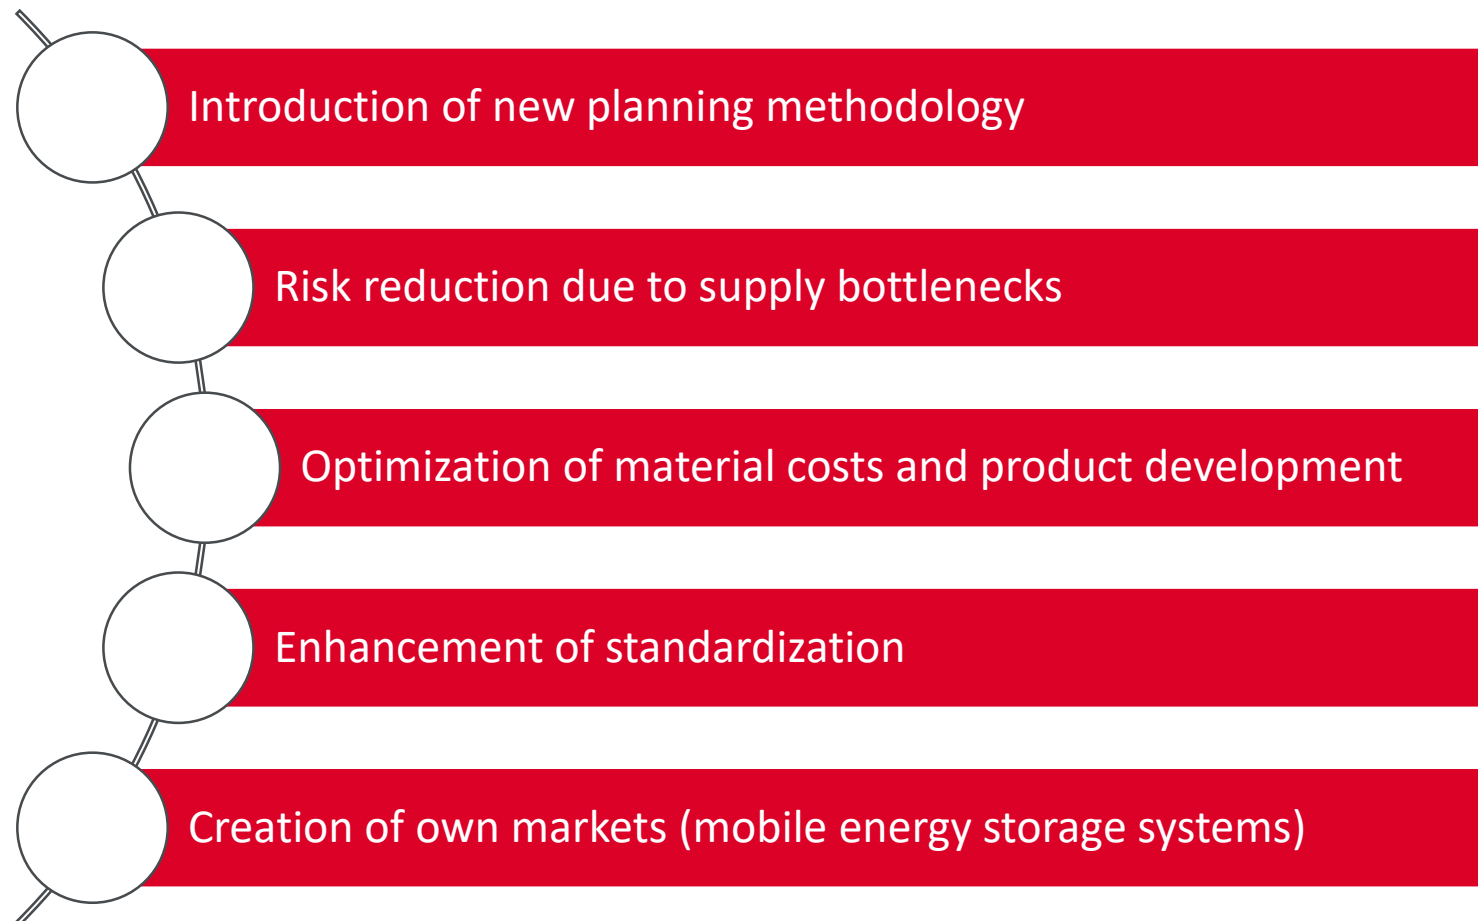 Introduction of new planning methodology
Risk reduction due to supply bottlenecks
Optimization of material costs and product development
Enhancement of standardization
Creation of own markets (mobile energy storage systems)